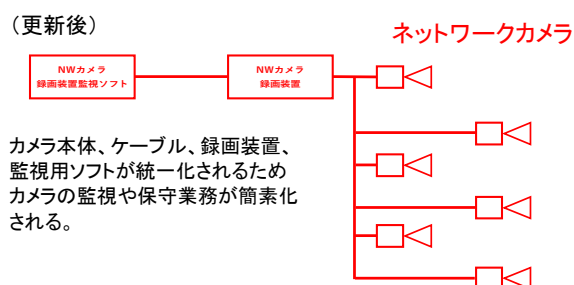 （更新後）
ネットワークカメラ
NWカメラ
録画装置監視ソフト
NWカメラ
録画装置
カメラ本体、ケーブル、録画装置、
監視用ソフトが統一化されるため
カメラの監視や保守業務が簡素化
される。